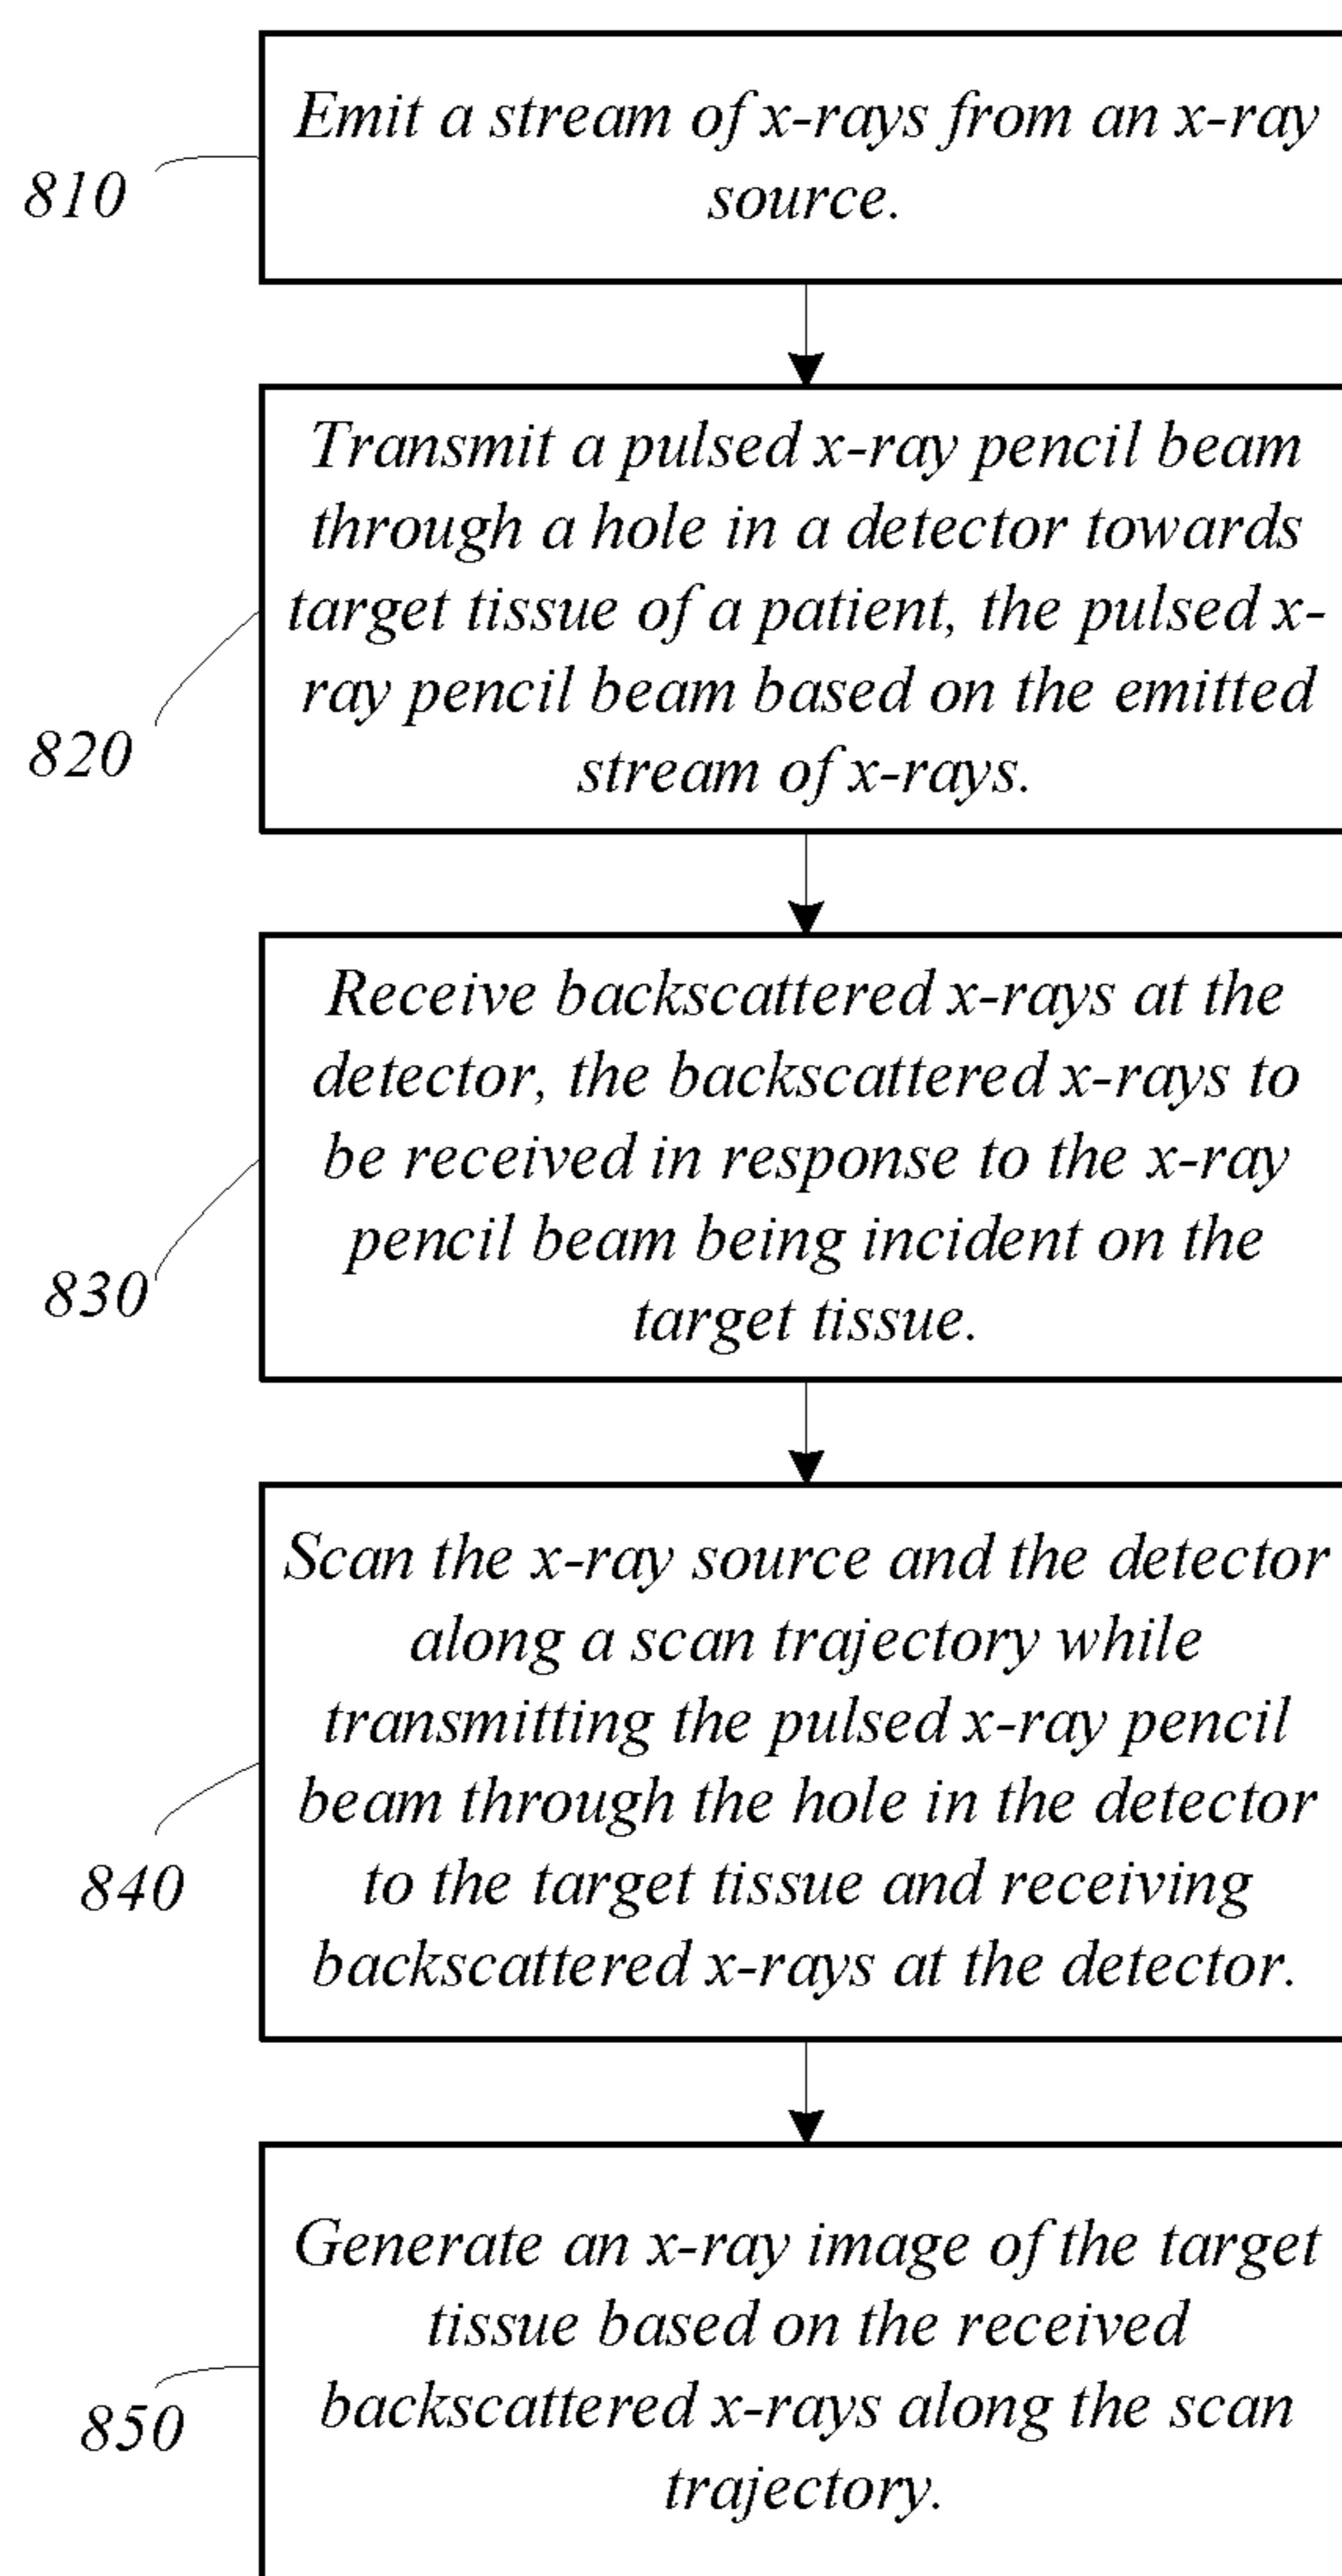 Emit a stream of x-rays from an x-ray
source.
810
Transmit a pulsed x-ray pencil beam
through a hole in a detector towards
target tissue of a patient, the pulsed x-
ray pencil beam based on the emitted
stream of x-rays.
820
Receive backscattered x-rays at the
detector, the backscattered x-rays to
be received in response to the x-ray
pencil beam being incident on the
target tissue.
830
Scan the x-ray source and the detector
along a scan trajectory while
transmitting the pulsed x-ray pencil
beam through the hole in the detector
to the target tissue and receiving
backscattered x-rays at the detector.
840
Generate an x-ray image of the target
tissue based on the received
backscattered x-rays along the scan
trajectory.
850